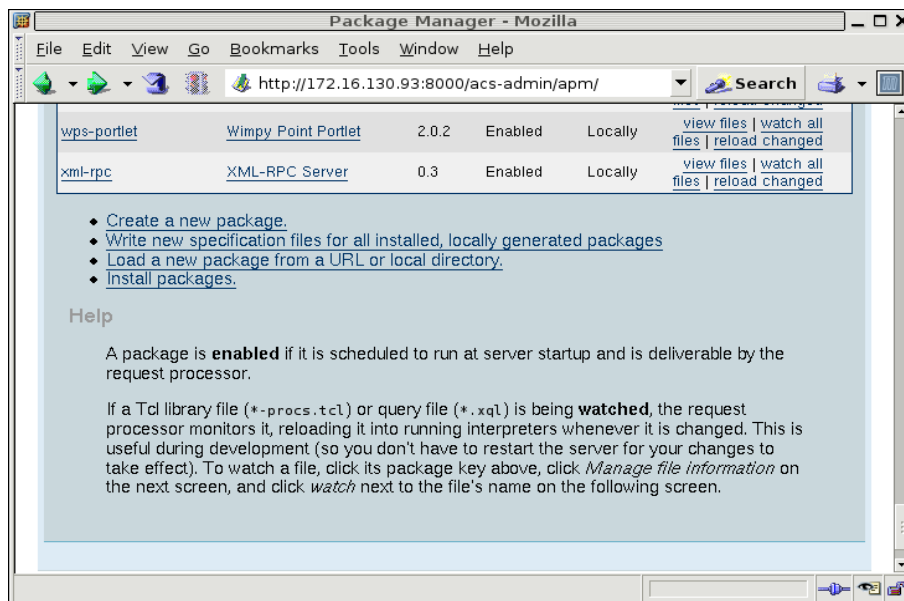 Package Manager - Mozilla
File Edit View Go Bookmarks Tools Window Help
http://172.16.130.93:8000/acs-admin/apm/ Search
files | reload changed
wps-portlet Wimpy Point Portlet 2.0.2 Enabled Locally view files | watch all
files | reload changed
xml-rpc XML-RPC Server 0.3 Enabled Locally view files | watch all
files | reload changed
Create a new package.
Write new specification files for all installed, locally generated packages
Load a new package from a URL or local directory.
Install packages.
Help
A package is enabled if it is scheduled to run at server startup and is deliverable by the
request processor.
If a Tcl library file (*-procs.tcl) or query file (*.xql) is being watched, the request
processor monitors it, reloading it into running interpreters whenever it is changed. This is
useful during development (so you don't have to restart the server for your changes to
take effect). To watch a file, click its package key above, click Manage file information on
the next screen, and click watch next to the file's name on the following screen.